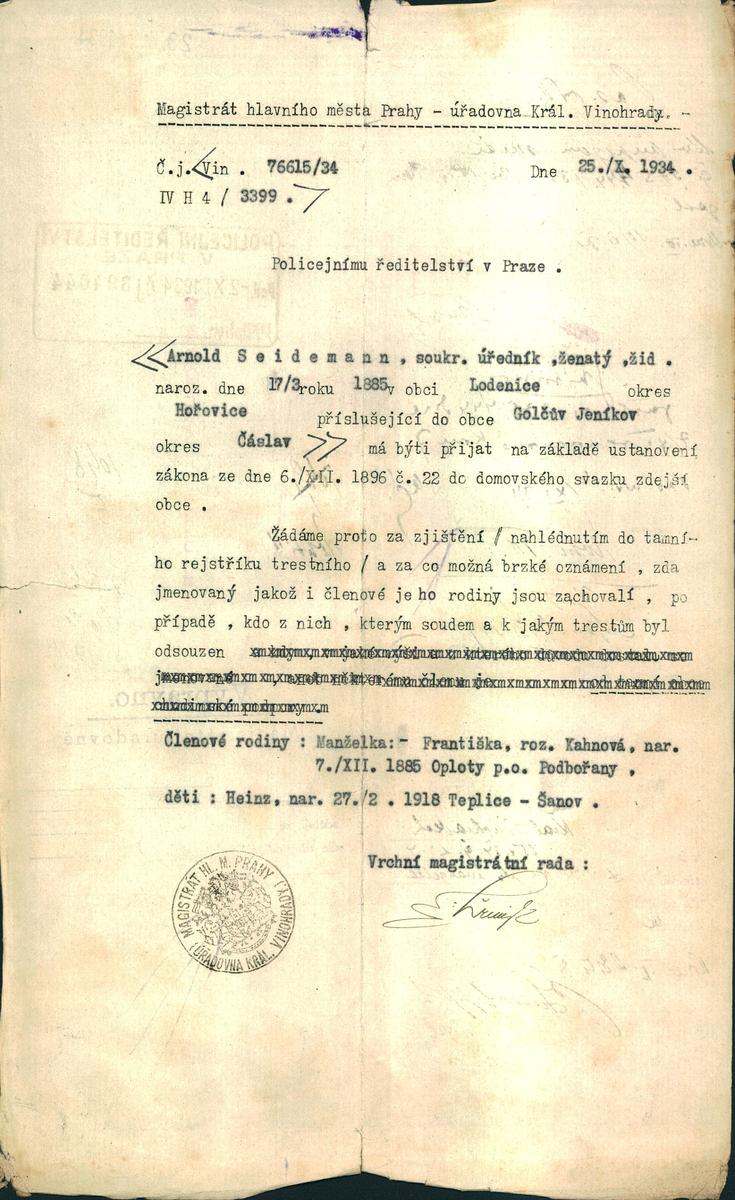 Magistrát hlavního města Prahy - úřadovna Král. Vinohrady. -
Č.j. Vin . 76615/34 Dne 25./X. 1934 .
IV H 4 / 3399 .
Policejnímu ředitelství v Praze .
Arnold S e i d e m a n n , soukr. úředník ,ženatý ,žid .
naroz. dne 17/3 roku 1885 v obci Lodenice okres
Hořovice příslušející do obce Golčův Jeníkov
okres Čáslav má býti přijat na základě ustanovení
zákona ze dne 6./XII. 1896 č. 22 do domovského svazku zdejší
obce .
Žádáme proto za zjištění / nahlédnutím do tamní-
ho rejstříku trestního / a za co možná brzké oznámení , zda
jmenovaný jakož i členové jeho rodiny jsou zachovalí , po
případě , kdo z nich , kterým soudem a k jakým trestům byl
odsouzen
Členové rodiny : Manželka:- Františka, roz. Kahnová, nar.
7./XII. 1885 Oploty p.o. Podbořany ,
děti : Heinz, nar. 27./2 . 1918 Teplice - Šanov .
Vrchní magistrátní rada :
MAGISTRÁT HL. M. PRAHY
(ÚŘADOVNA KRÁL. VINOHRADY)